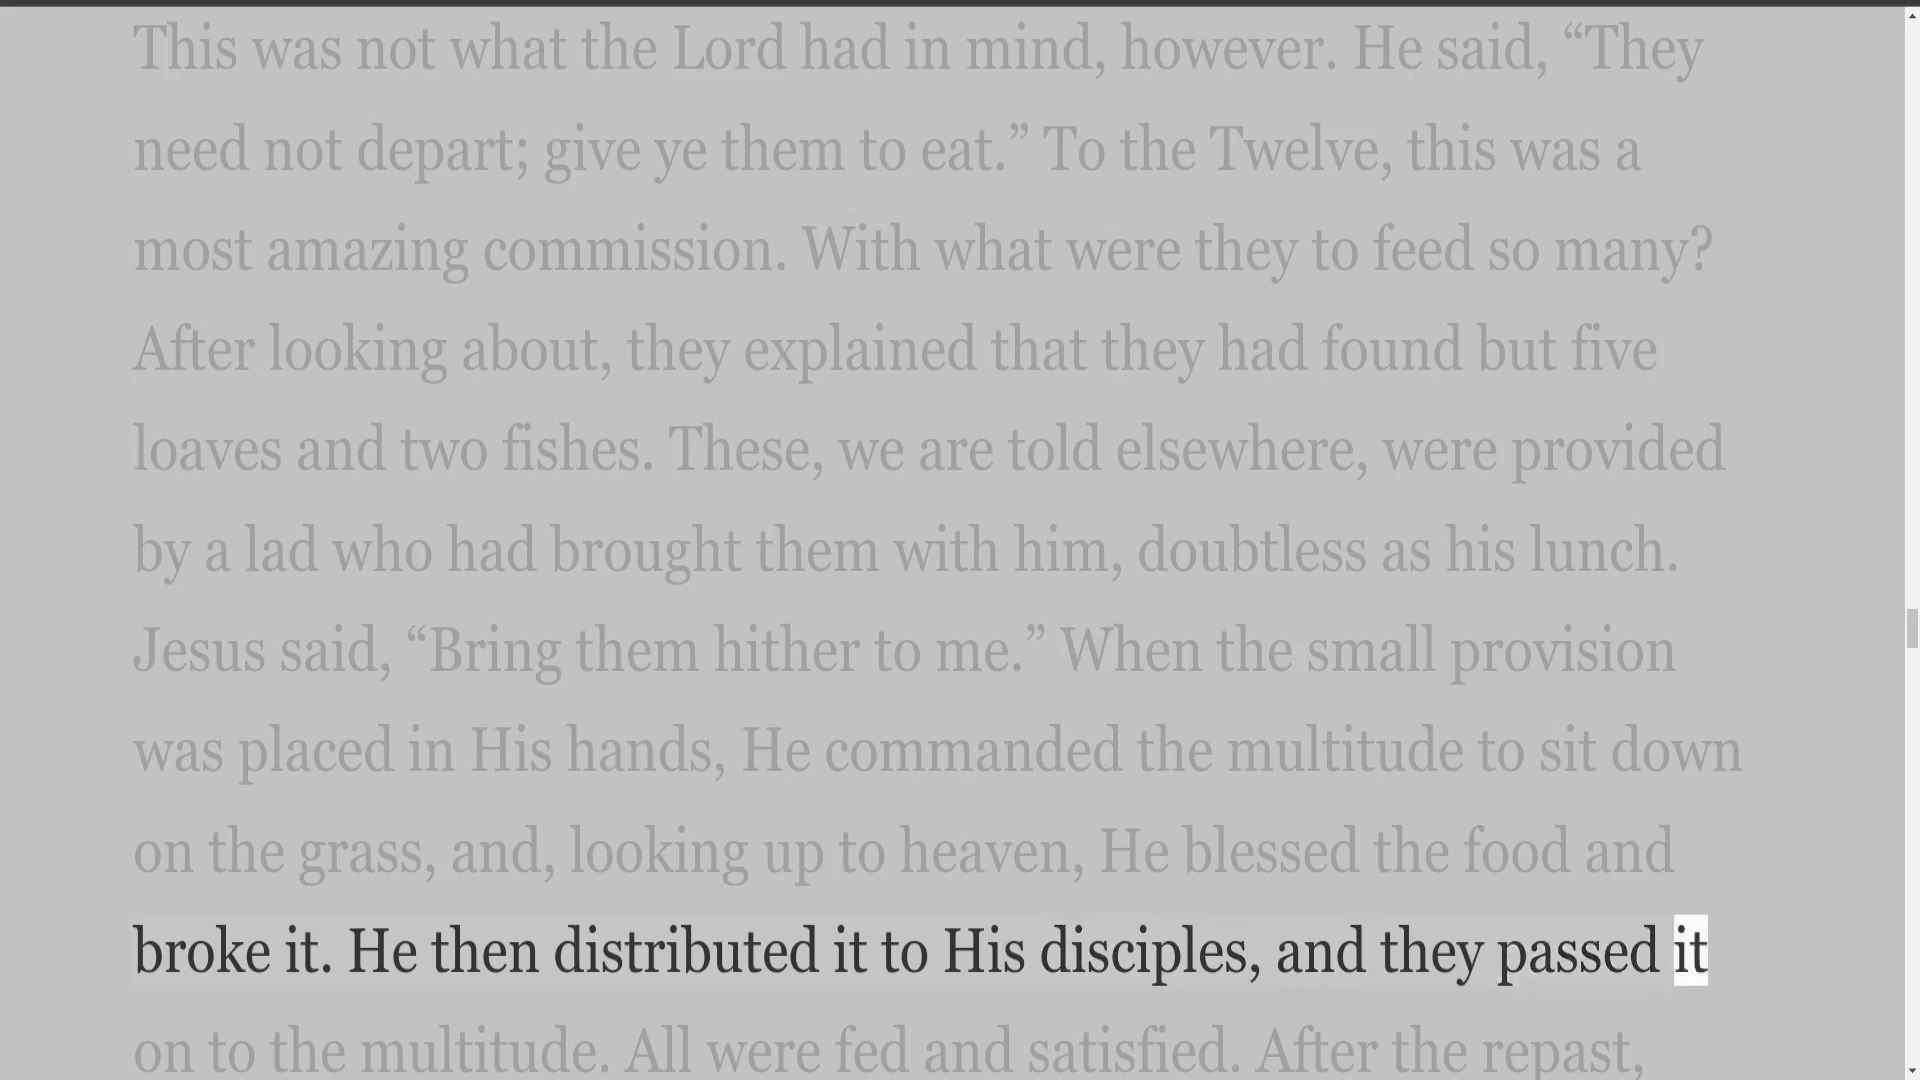 This was not what the Lord had in mind, however. He said, “They
need not depart; give ye them to eat.” To the Twelve, this was a
most amazing commission. With what were they to feed so many?
After looking about, they explained that they had found but five
loaves and two fishes. These, we are told elsewhere, were provided
by a lad who had brought them with him, doubtless as his lunch.
Jesus said, “Bring them hither to me.” When the small provision
was placed in His hands, He commanded the multitude to sit down
on the grass, and, looking up to heaven, He blessed the food and
broke it. He then distributed it to His disciples, and they passed it
on to the multitude. All were fed and satisfied. After the repast,